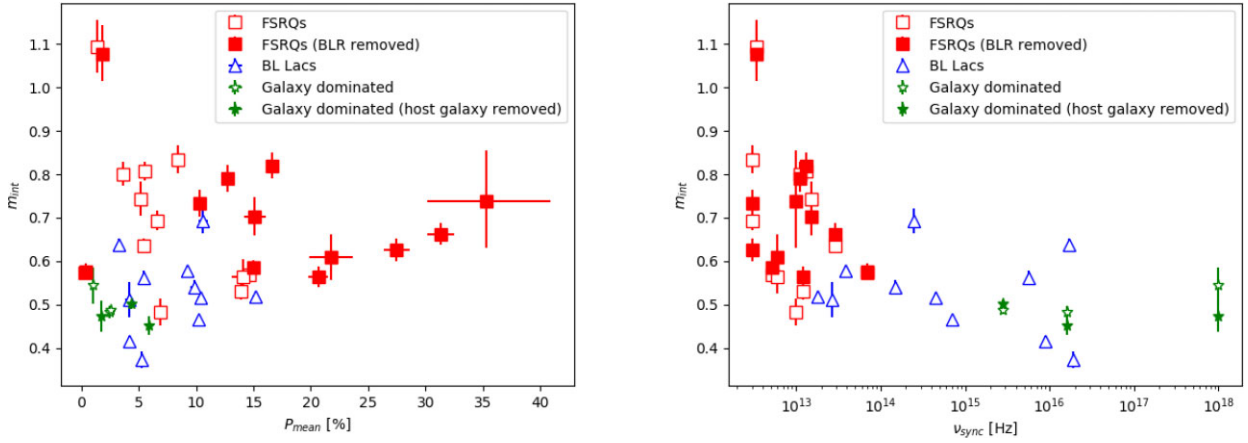 1.1
1.0
0.9
0.8
0.7
0.6
0.5
0.4
m_int
FSRQs
FSRQs (BLR removed)
BL Lacs
Galaxy dominated
Galaxy dominated (host galaxy removed)
0 5 10 15 20 25 30 35 40
P_mean [%]
1.1
1.0
0.9
0.8
0.7
0.6
0.5
0.4
m_int
FSRQs
FSRQs (BLR removed)
BL Lacs
Galaxy dominated
Galaxy dominated (host galaxy removed)
10^13 10^14 10^15 10^16 10^17 10^18
ν_sync [Hz]